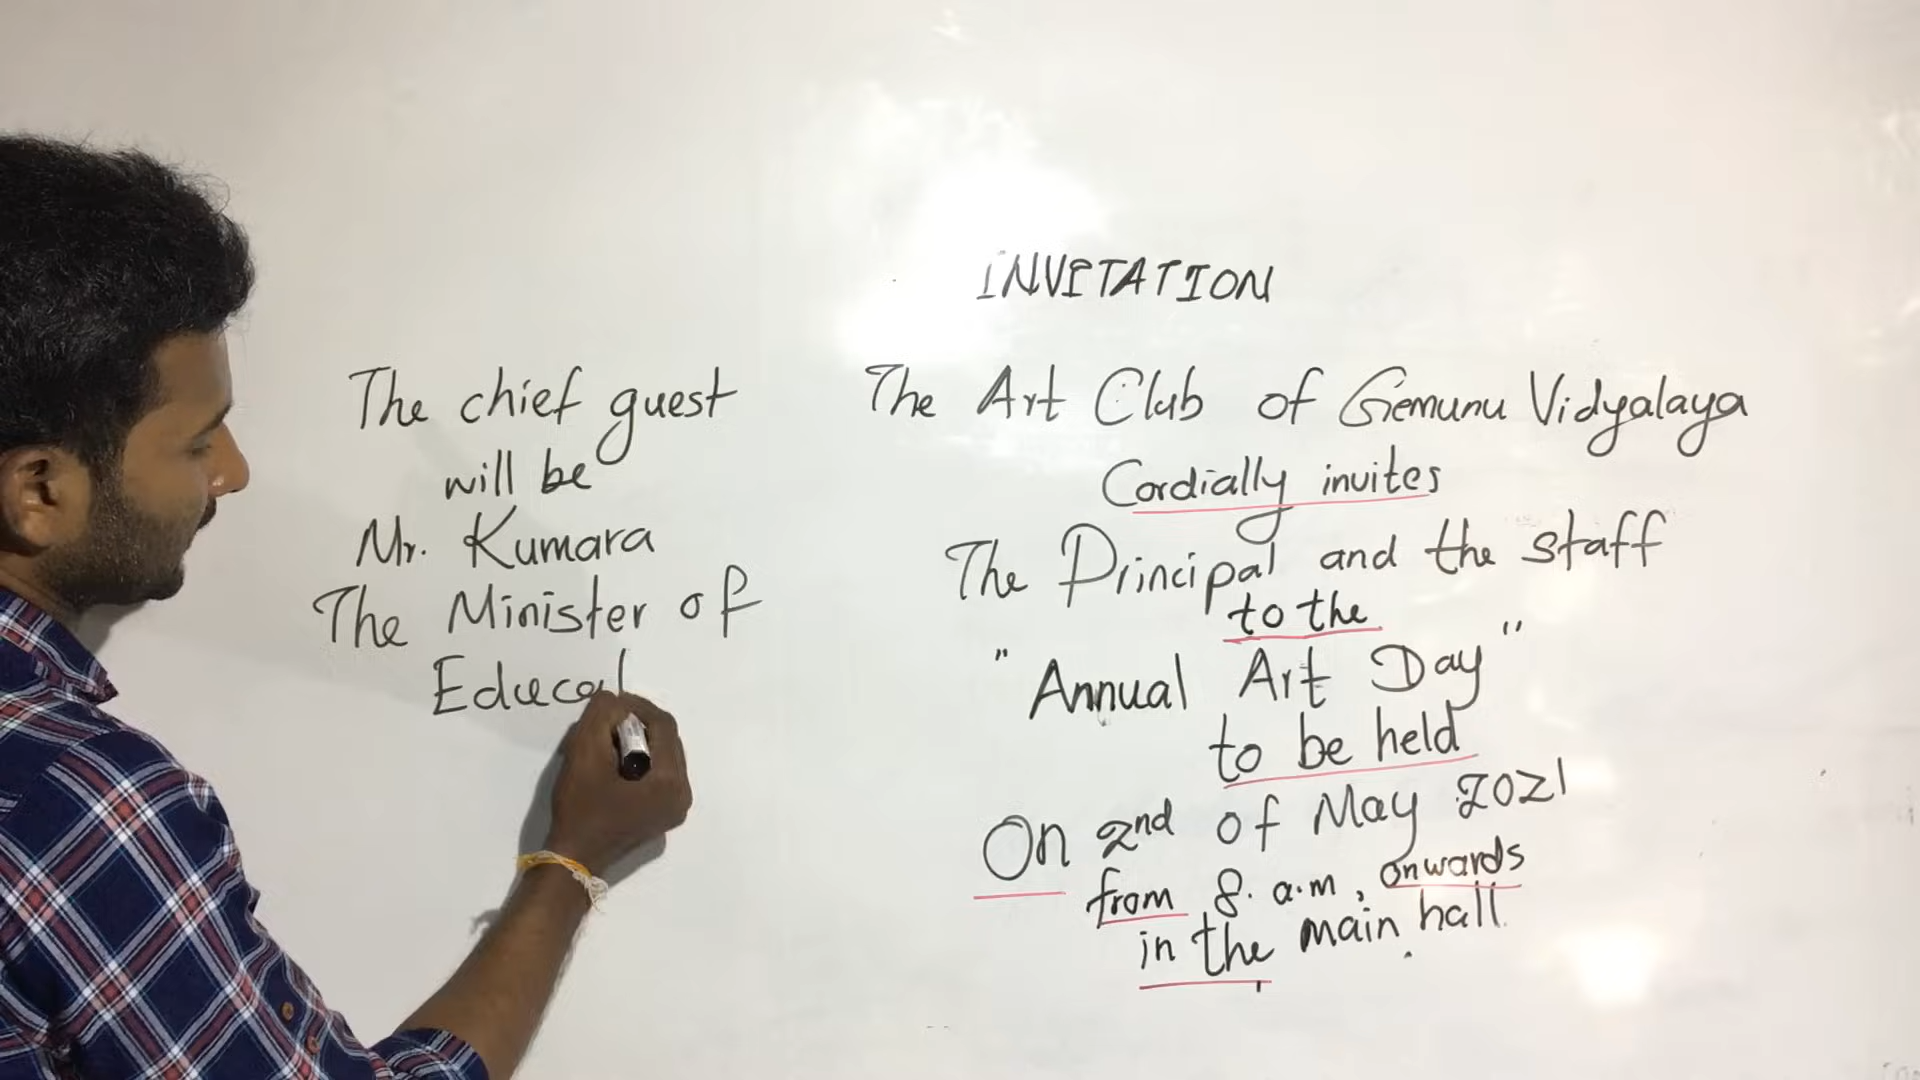 INVITATION
The Art Club of Gemunu Vidyalaya
Cordially invites
The Principal and the staff
to the
"Annual Art Day"
to be held
On 2nd of May 2021
from 8. a.m, onwards
in the main hall.
The chief guest
will be
Mr. Kumara
The Minister of